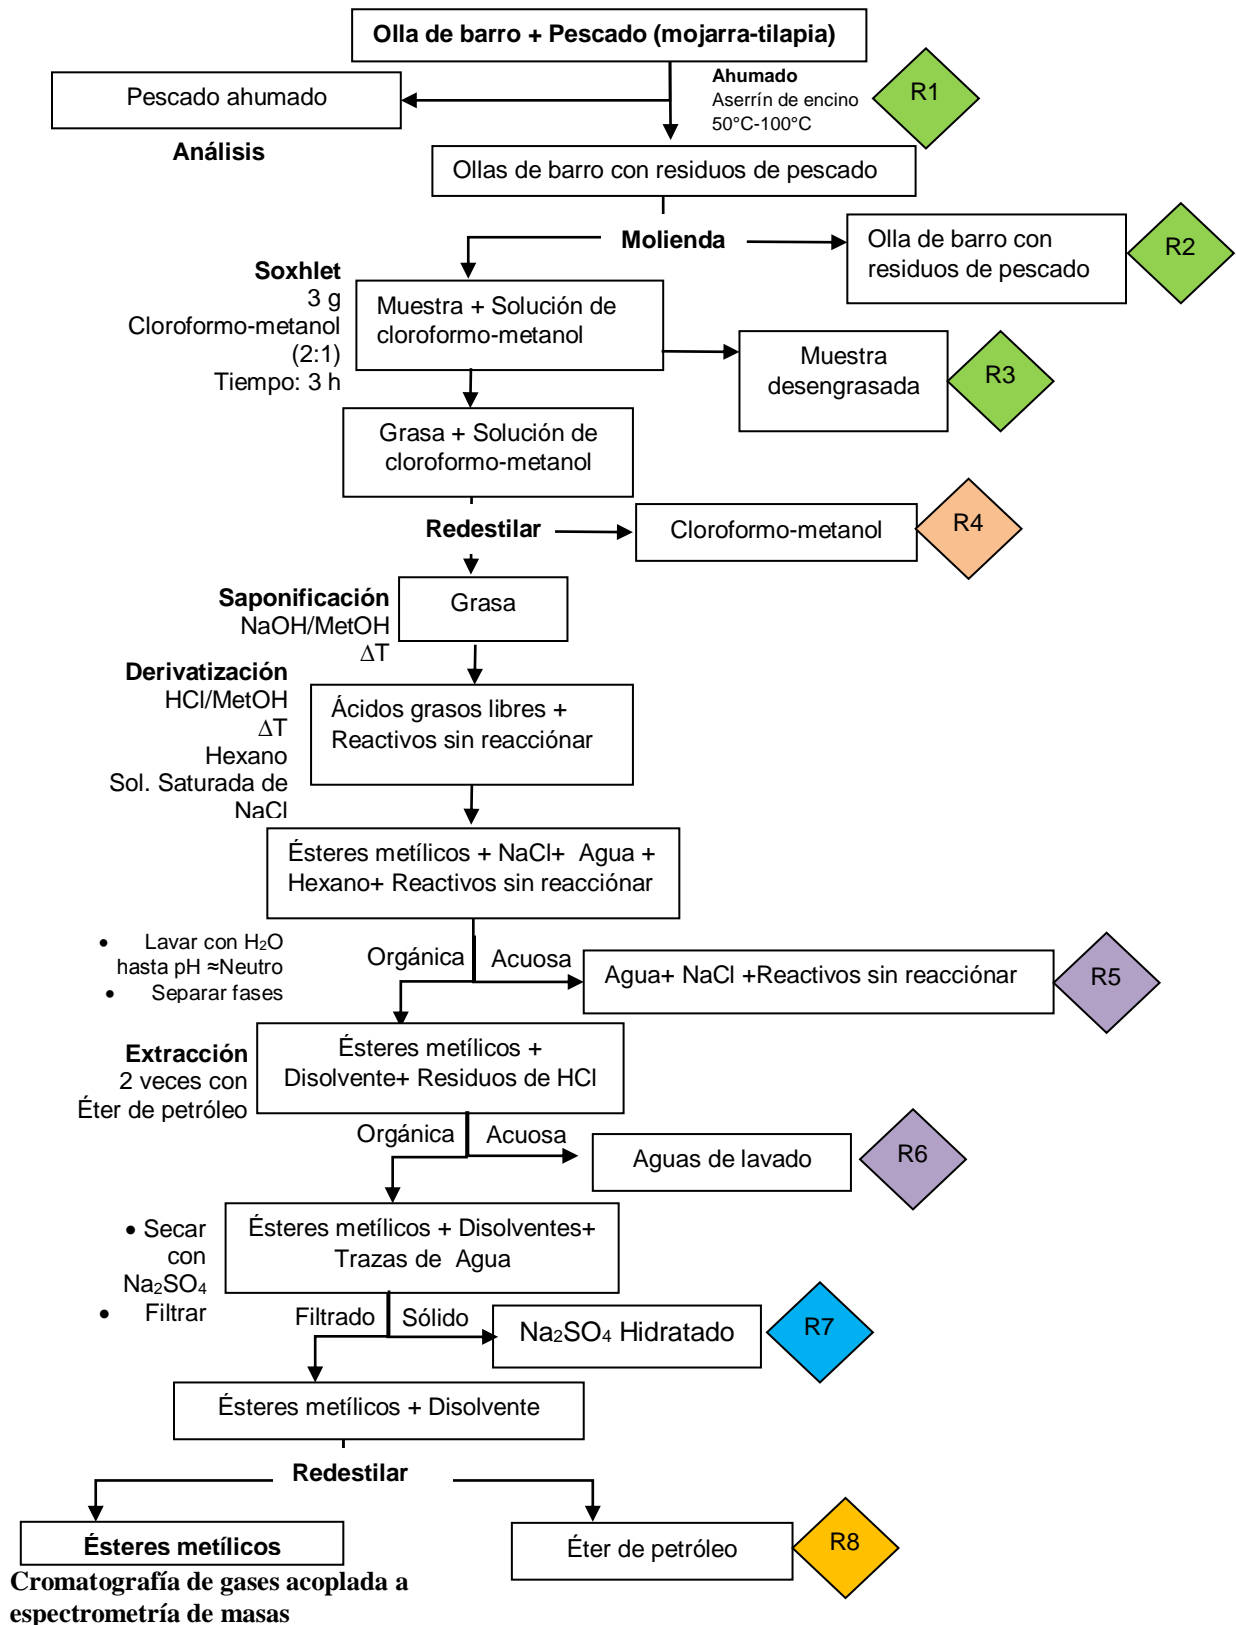 Olla de barro + Pescado (mojarra-tilapia)
Ahumado
Aserrín de encino
50°C-100°C
R1
Pescado ahumado
Análisis
Ollas de barro con residuos de pescado
Molienda
Olla de barro con
residuos de pescado
R2
Soxhlet
3 g
Cloroformo-metanol
(2:1)
Tiempo: 3 h
Muestra + Solución de
cloroformo-metanol
Muestra
desengrasada
R3
Grasa + Solución de
cloroformo-metanol
Redestilar
Cloroformo-metanol
R4
Saponificación
NaOH/MetOH
∆T
Grasa
Derivatización
HCl/MetOH
∆T
Hexano
Sol. Saturada de
NaCl
Ácidos grasos libres +
Reactivos sin reacciónar
Ésteres metílicos + NaCl+ Agua +
Hexano+ Reactivos sin reacciónar
• Lavar con H₂O
hasta pH ≈Neutro
• Separar fases
Orgánica
Acuosa
Agua+ NaCl +Reactivos sin reacciónar
R5
Extracción
2 veces con
Éter de petróleo
Ésteres metílicos +
Disolvente+ Residuos de HCl
Orgánica
Acuosa
Aguas de lavado
R6
• Secar
con
Na₂SO₄
• Filtrar
Ésteres metílicos + Disolventes+
Trazas de Agua
Filtrado
Sólido
Na₂SO₄ Hidratado
R7
Ésteres metílicos + Disolvente
Redestilar
Ésteres metílicos
Éter de petróleo
R8
Cromatografía de gases acoplada a
espectrometría de masas